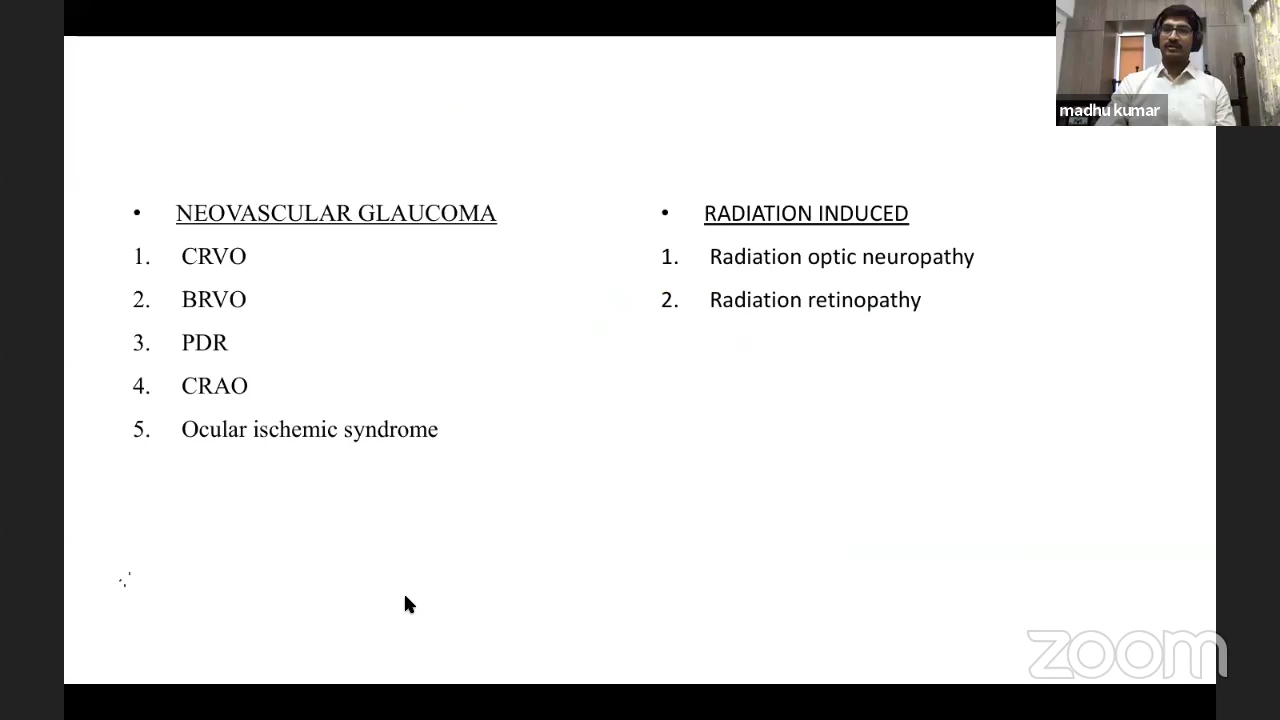 madhu kumar
• NEOVASCULAR GLAUCOMA
1. CRVO
2. BRVO
3. PDR
4. CRAO
5. Ocular ischemic syndrome
• RADIATION INDUCED
1. Radiation optic neuropathy
2. Radiation retinopathy
zoom